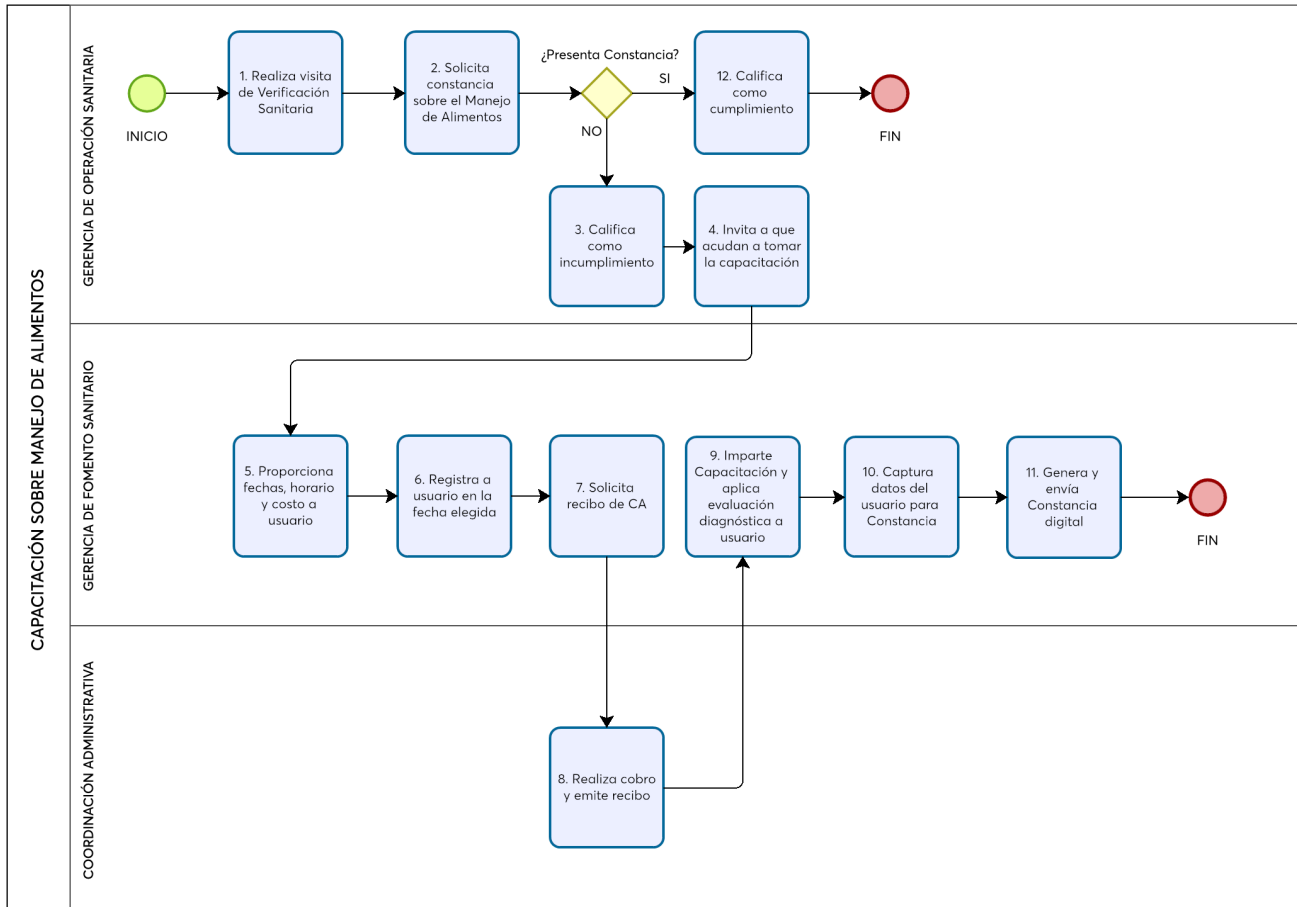 CAPACITACIÓN SOBRE MANEJO DE ALIMENTOS
GERENCIA DE OPERACIÓN SANITARIA
INICIO
1. Realiza visita
de Verificación
Sanitaria
2. Solicita
constancia
sobre el Manejo
de Alimentos
¿Presenta Constancia?
SI
NO
12. Califica
como
cumplimiento
FIN
3. Califica
como
incumplimiento
4. Invita a que
acudan a tomar
la capacitación
GERENCIA DE FOMENTO SANITARIO
5. Proporciona
fechas, horario
y costo a
usuario
6. Registra a
usuario en la
fecha elegida
7. Solicita
recibo de CA
9. Imparte
Capacitación y
aplica
evaluación
diagnóstica a
usuario
10. Captura
datos del
usuario para
Constancia
11. Genera y
envía
Constancia
digital
FIN
COORDINACIÓN ADMINISTRATIVA
8. Realiza cobro
y emite recibo